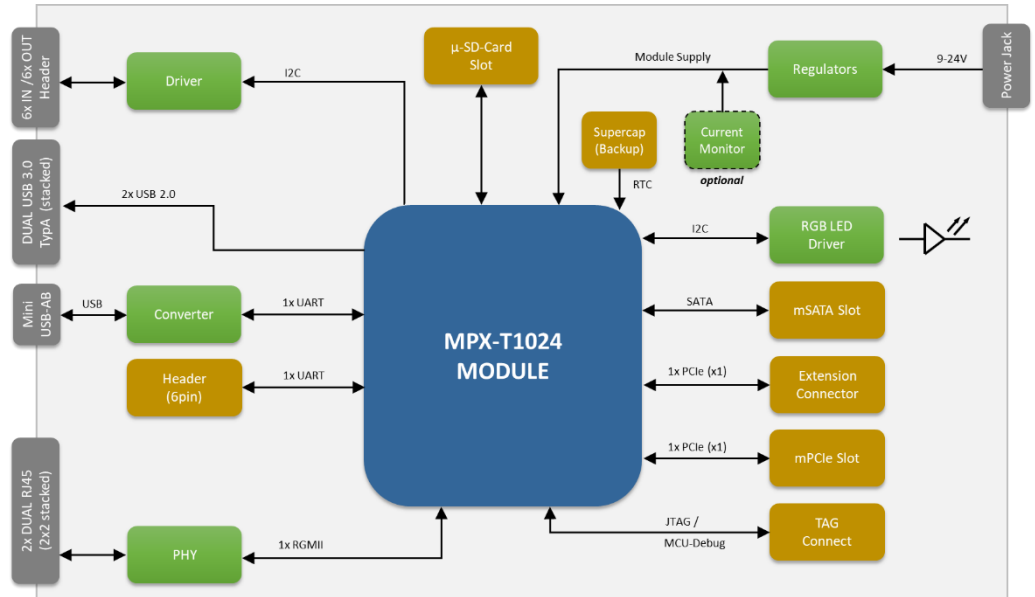 6x IN /6x OUT
Header
Driver
I2C
µ-SD-Card
Slot
Module Supply
Regulators
9-24V
Power Jack
Supercap
(Backup)
RTC
Current
Monitor
optional
DUAL USB 3.0
TypA (stacked)
2x USB 2.0
I2C
RGB LED
Driver
Mini
USB-AB
USB
Converter
1x UART
SATA
mSATA Slot
MPX-T1024
MODULE
Header
(6pin)
1x UART
1x PCIe (x1)
Extension
Connector
1x PCIe (x1)
mPCIe Slot
2x DUAL RJ45
(2x2 stacked)
PHY
1x RGMII
JTAG /
MCU-Debug
TAG
Connect